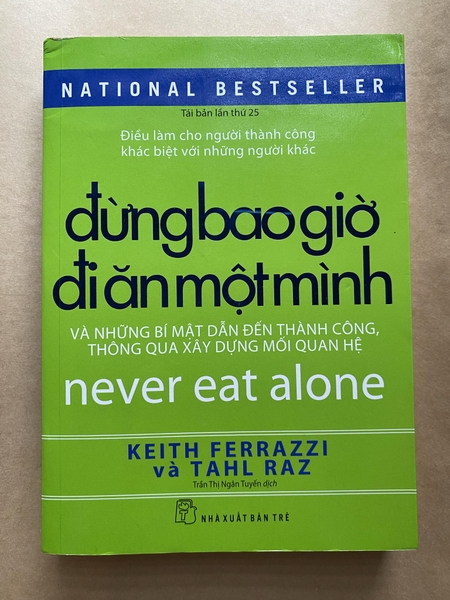 NATIONAL BESTSELLER
Tái bản lần thứ 25
Điều làm cho người thành công
khác biệt với những người khác
đừng bao giờ
đi ăn một mình
VÀ NHỮNG BÍ MẬT DẪN ĐẾN THÀNH CÔNG,
THÔNG QUA XÂY DỰNG MỐI QUAN HỆ
never eat alone
KEITH FERRAZZI
và TAHL RAZ
Trần Thị Ngân Tuyến dịch
NHÀ XUẤT BẢN TRẺ